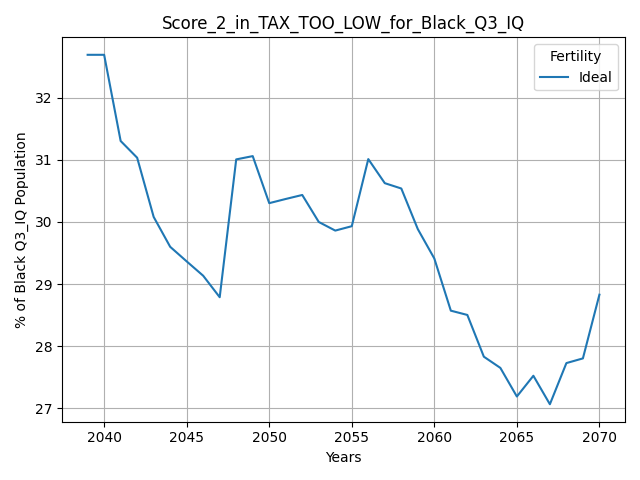 Score_2_in_TAX_TOO_LOW_for_Black_Q3_IQ
Fertility
Ideal
% of Black Q3_IQ Population
32
31
30
29
28
27
2040
2045
2050
2055
2060
2065
2070
Years